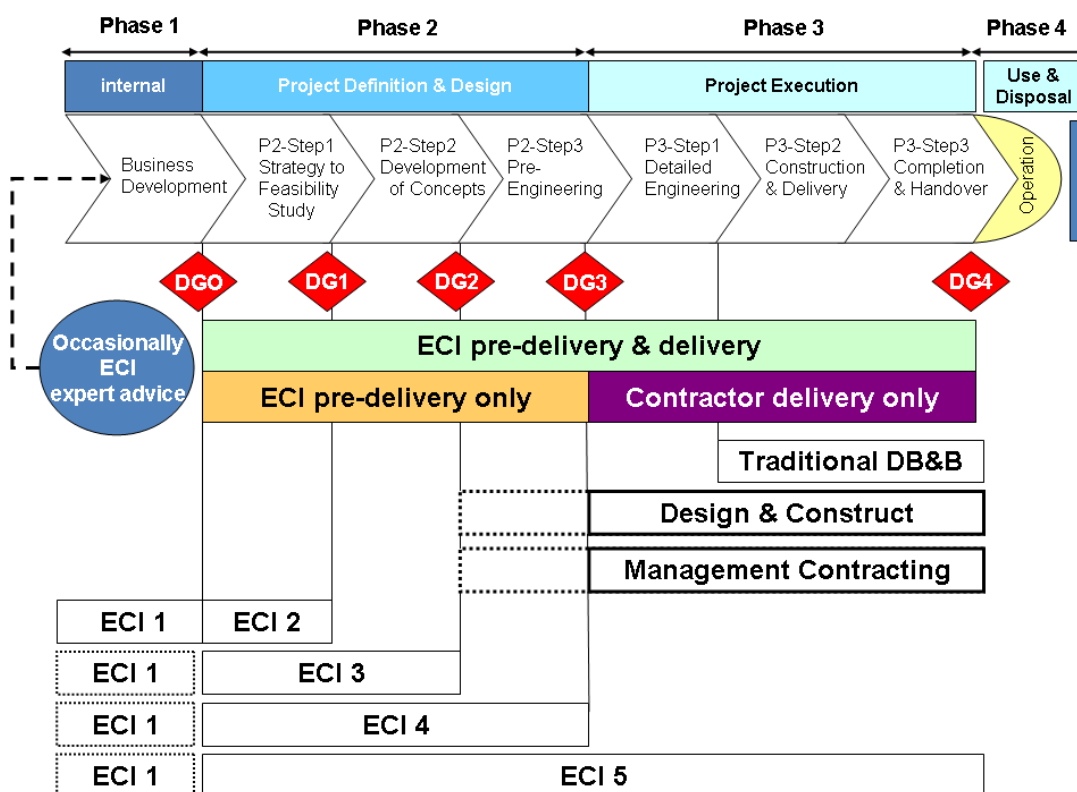 Phase 1
Phase 2
Phase 3
Phase 4
internal
Project Definition & Design
Project Execution
Use &
Disposal
Business
Development
P2-Step1
Strategy to
Feasibility
Study
P2-Step2
Development
of Concepts
P2-Step3
Pre-
Engineering
P3-Step1
Detailed
Engineering
P3-Step2
Construction
& Delivery
P3-Step3
Completion
& Handover
Operation
DGO
DG1
DG2
DG3
DG4
Occasionally
ECI
expert advice
ECI pre-delivery & delivery
ECI pre-delivery only
Contractor delivery only
Traditional DB&B
Design & Construct
Management Contracting
ECI 1
ECI 2
ECI 1
ECI 3
ECI 1
ECI 4
ECI 1
ECI 5